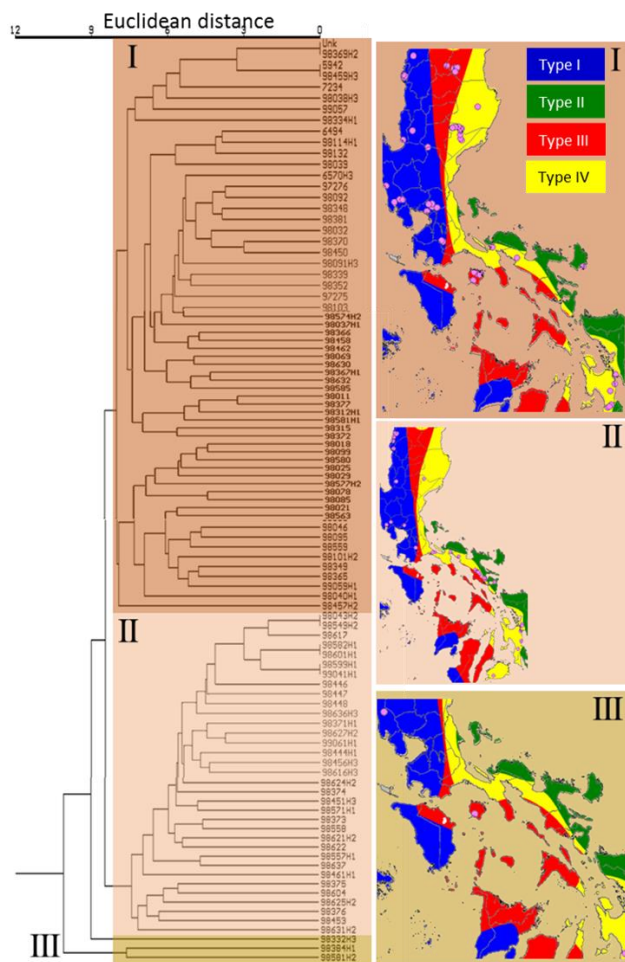 Euclidean distance
12 9 6 3 0
I
Unk
98369H2
5942
98459H3
7234
98038H3
99057
98334H1
6494
98114H1
98132
98039
6570H3
97276
98092
98348
98381
98032
98370
98450
98091H3
98339
98352
97275
98103
98574H2
98037H1
98366
98458
98462
98069
98630
98367H1
98632
98585
98011
98377
98312H1
98581H1
98315
98372
98018
98099
98580
98025
98029
98577H2
98078
98085
98021
98563
98046
98095
98559
98101H2
98349
98365
99059H1
98040H1
98457H2
II
98043H2
98549H2
98617
98582H1
98601H1
98599H1
99041H1
98446
98447
98448
98636H3
98371H1
98627H2
99061H1
98444H1
98456H3
98616H3
98624H2
98374
98451H3
98571H1
98373
98558
98621H2
98622
98557H1
98637
98461H1
98375
98604
98625H2
98376
98453
98631H2
III
98332H3
98384H1
98581H2
I
Type I
Type II
Type III
Type IV
II
III